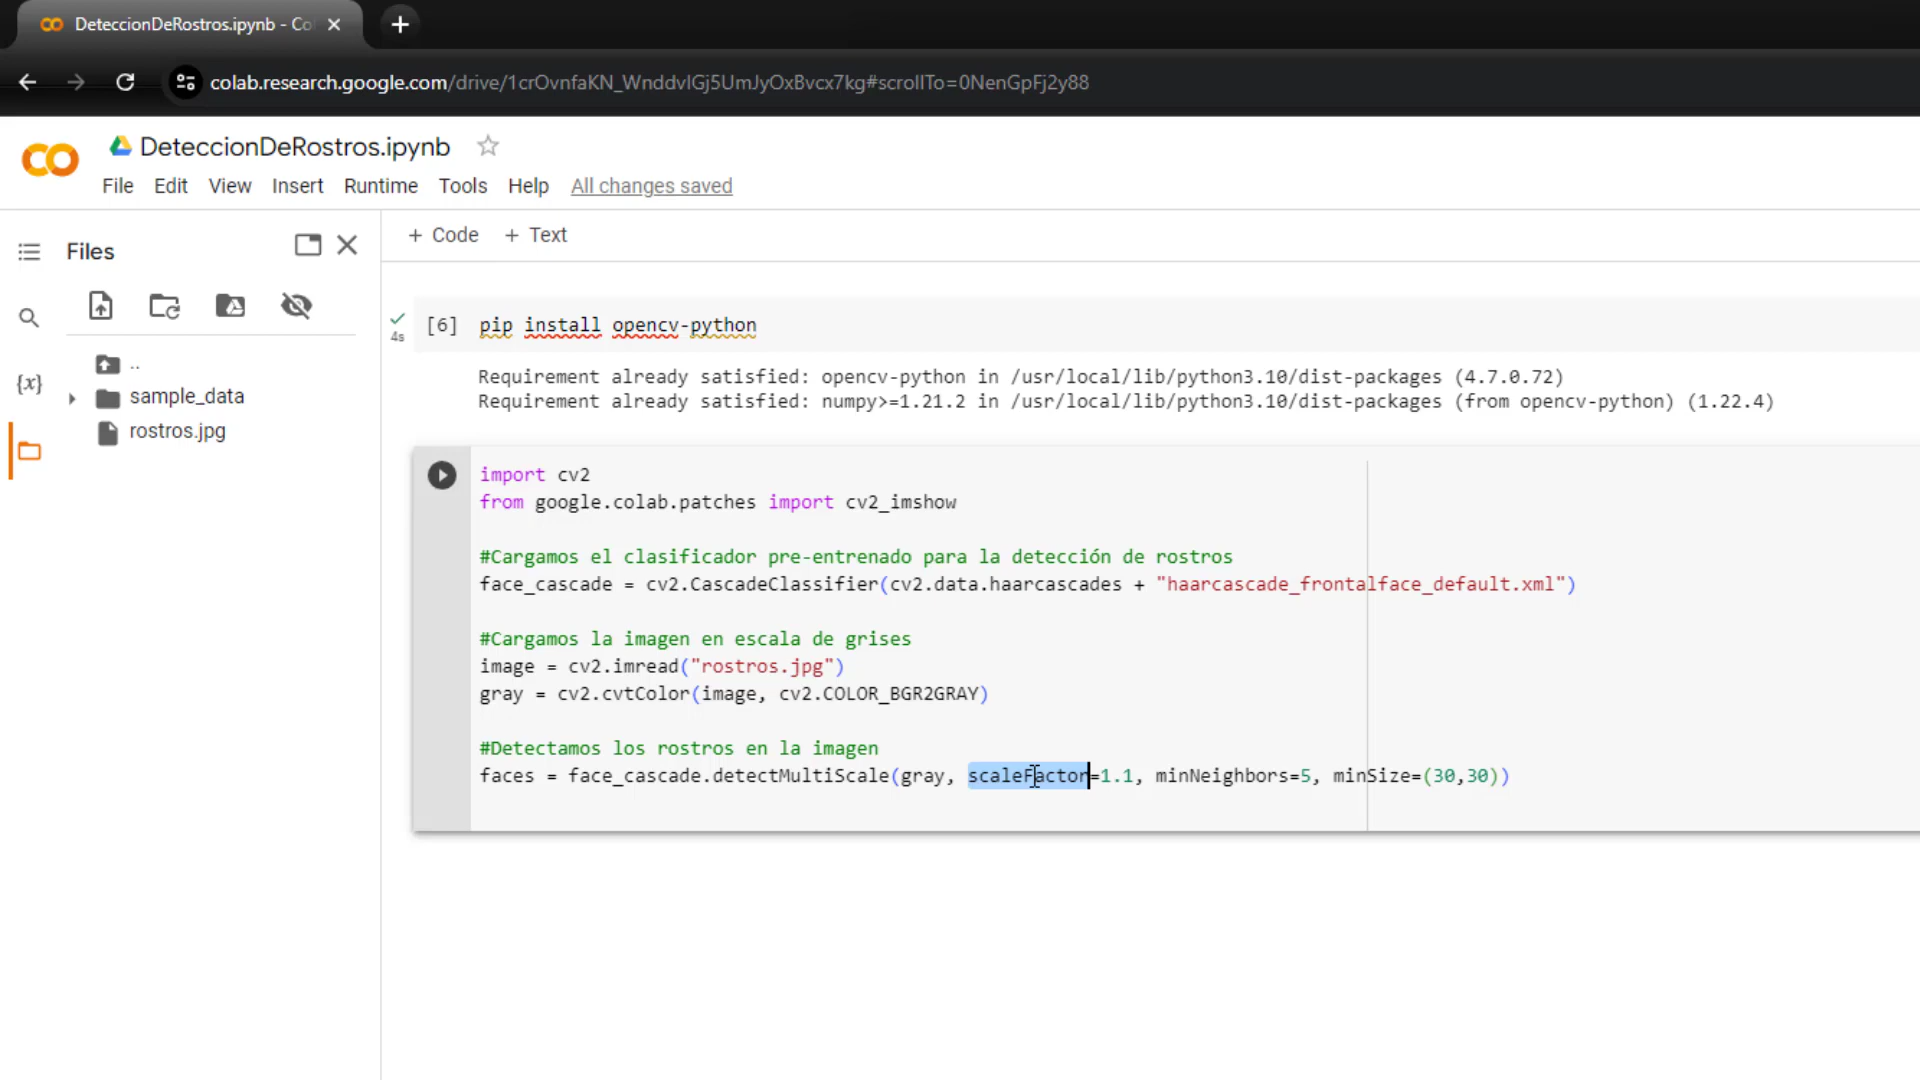 DeteccionDeRostros.ipynb - Co
colab.research.google.com/drive/1crOvnfaKN_WnddvIGj5UmJyOxBvcx7kg#scrollTo=0NenGpFj2y88
DeteccionDeRostros.ipynb
File Edit View Insert Runtime Tools Help All changes saved
Files
+ Code + Text
..
sample_data
rostros.jpg
{x}
4s
[6] pip install opencv-python
Requirement already satisfied: opencv-python in /usr/local/lib/python3.10/dist-packages (4.7.0.72)
Requirement already satisfied: numpy>=1.21.2 in /usr/local/lib/python3.10/dist-packages (from opencv-python) (1.22.4)
import cv2
from google.colab.patches import cv2_imshow
#Cargamos el clasificador pre-entrenado para la detección de rostros
face_cascade = cv2.CascadeClassifier(cv2.data.haarcascades + "haarcascade_frontalface_default.xml")
#Cargamos la imagen en escala de grises
image = cv2.imread("rostros.jpg")
gray = cv2.cvtColor(image, cv2.COLOR_BGR2GRAY)
#Detectamos los rostros en la imagen
faces = face_cascade.detectMultiScale(gray, scaleFactor=1.1, minNeighbors=5, minSize=(30,30))